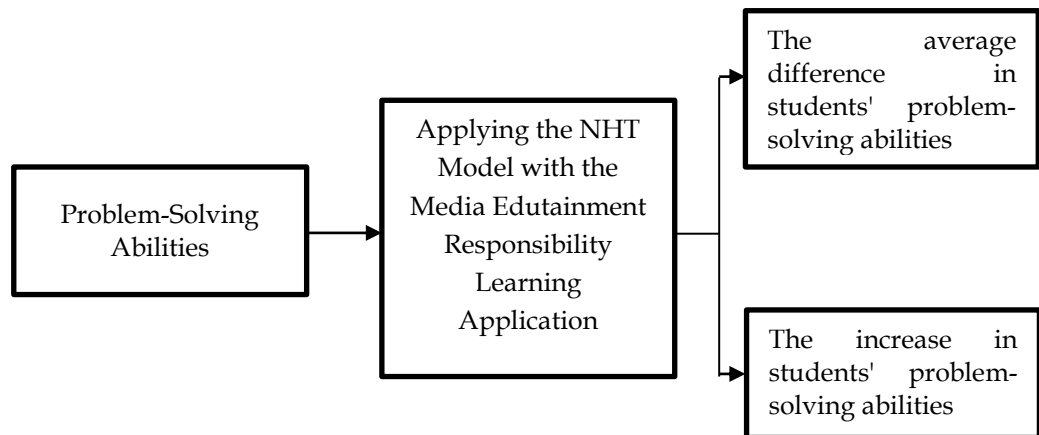 Problem-Solving
Abilities
Applying the NHT
Model with the
Media Edutainment
Responsibility
Learning
Application
The average
difference in
students' problem-
solving abilities
The increase in
students' problem-
solving abilities